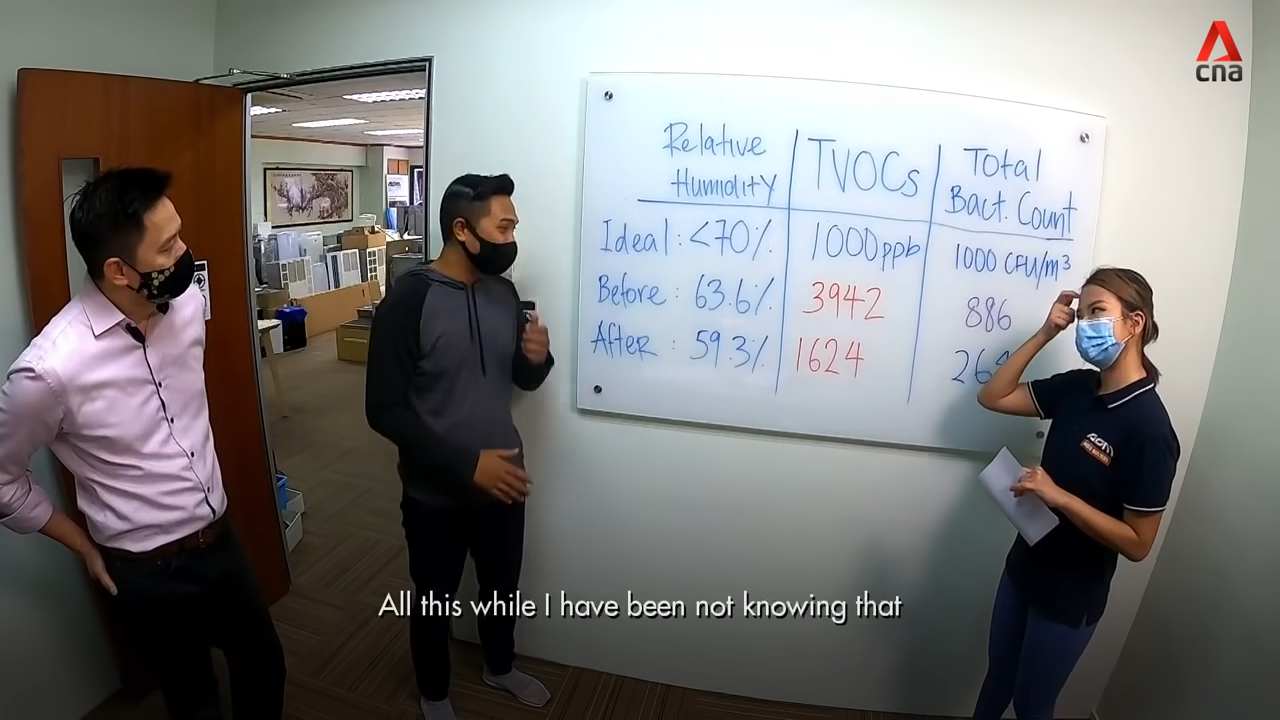 cna
Relative Humidity
TVOCs
Total Bact. Count
Ideal : <70%
1000 ppb
1000 CFU/m³
Before : 63.6%
3942
886
After : 59.3%
1624
All this while I have been not knowing that